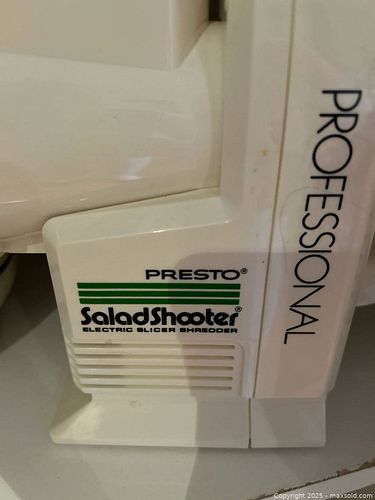 PROFESSIONAL
PRESTO®
SaladShooter®
ELECTRIC SLICER SHREDDER
Copyright © 2025 - maxsold.com